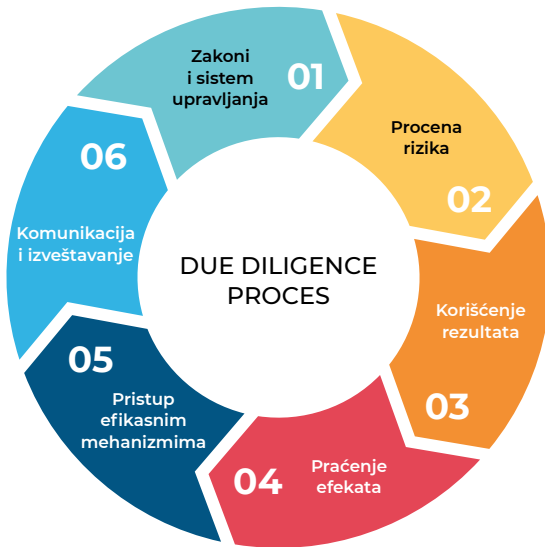 Zakoni
i sistem
upravljanja
01
Procena
rizika
02
Korišćenje
rezultata
03
Praćenje
efekata
04
Pristup
efikasnim
mehanizmima
05
Komunikacija
i izveštavanje
06
DUE DILIGENCE
PROCES